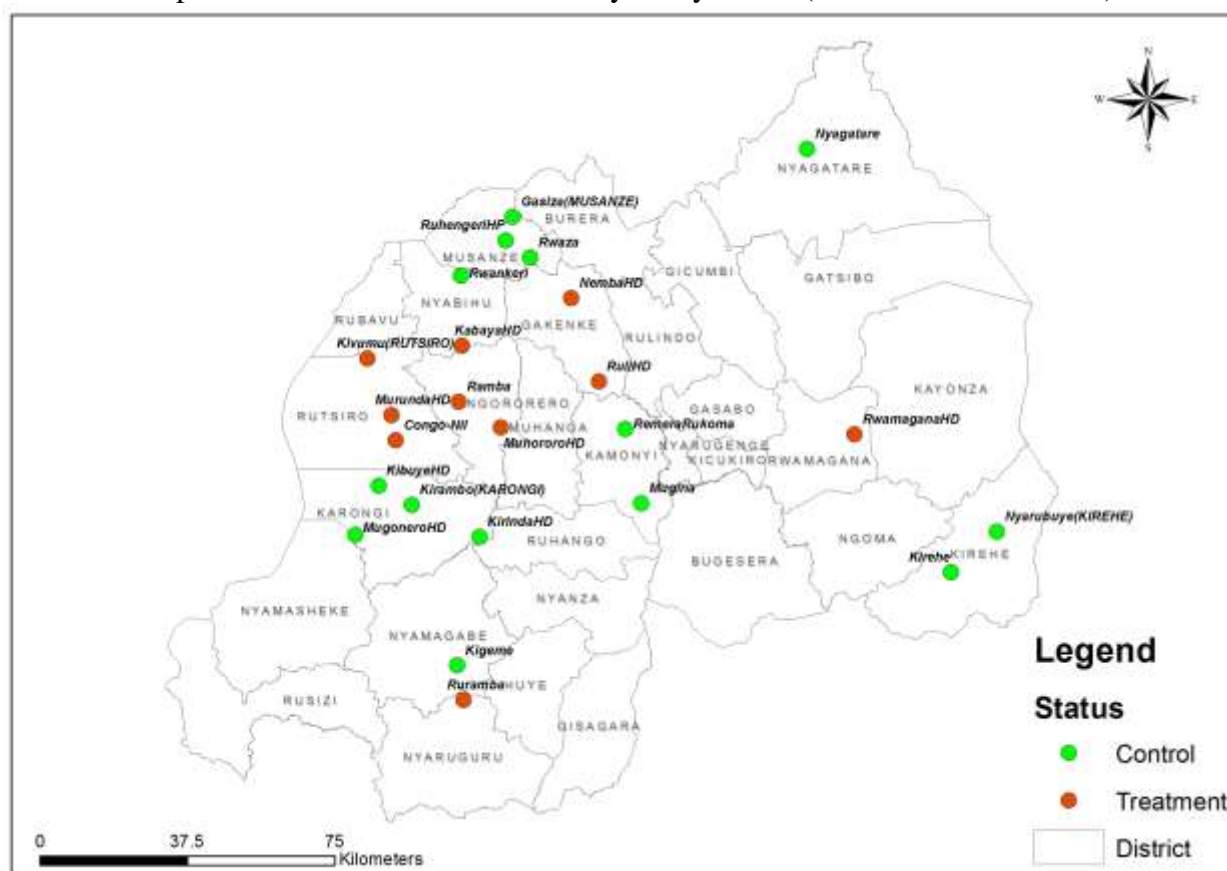 N
W
E
S
Nyagatare
NYAGATARE
Gasiza(MUSANZE)
BURERA
RuhengeriHP
Rwaza
MUSANZE
GICUMBI
GATSIBO
Rwankeri
NembaHD
NYABIHU
RUBAVU
GAKENKE
KabayaHD
RULINDO
Kivumu(RUTSIRO)
RuliHD
KAYONZA
Ramba
MurundaHD
NGORORERO
GASABO
RUTSIRO
Congo-Nil
MUHANGA
RemeraRukoma
RwamaganaHD
MuhororoHD
NYARUGENGE
KAMONYI
KICUKIRO
RWAMAGANA
KibuyeHD
Kirambo(KARONGI)
Mugina
KARONGI
MugoneroHD
KirindaHD
RUHANGO
Nyarubuye(KIREHE)
NGOMA
KIREHE
Kirehe
BUGESERA
NYANZA
NYAMASHEKE
NYAMAGABE
Kigeme
Ruramba
HUYE
RUSIZI
GISAGARA
NYARUGURU
Legend
Status
Control
Treatment
District
0 37.5 75
Kilometers